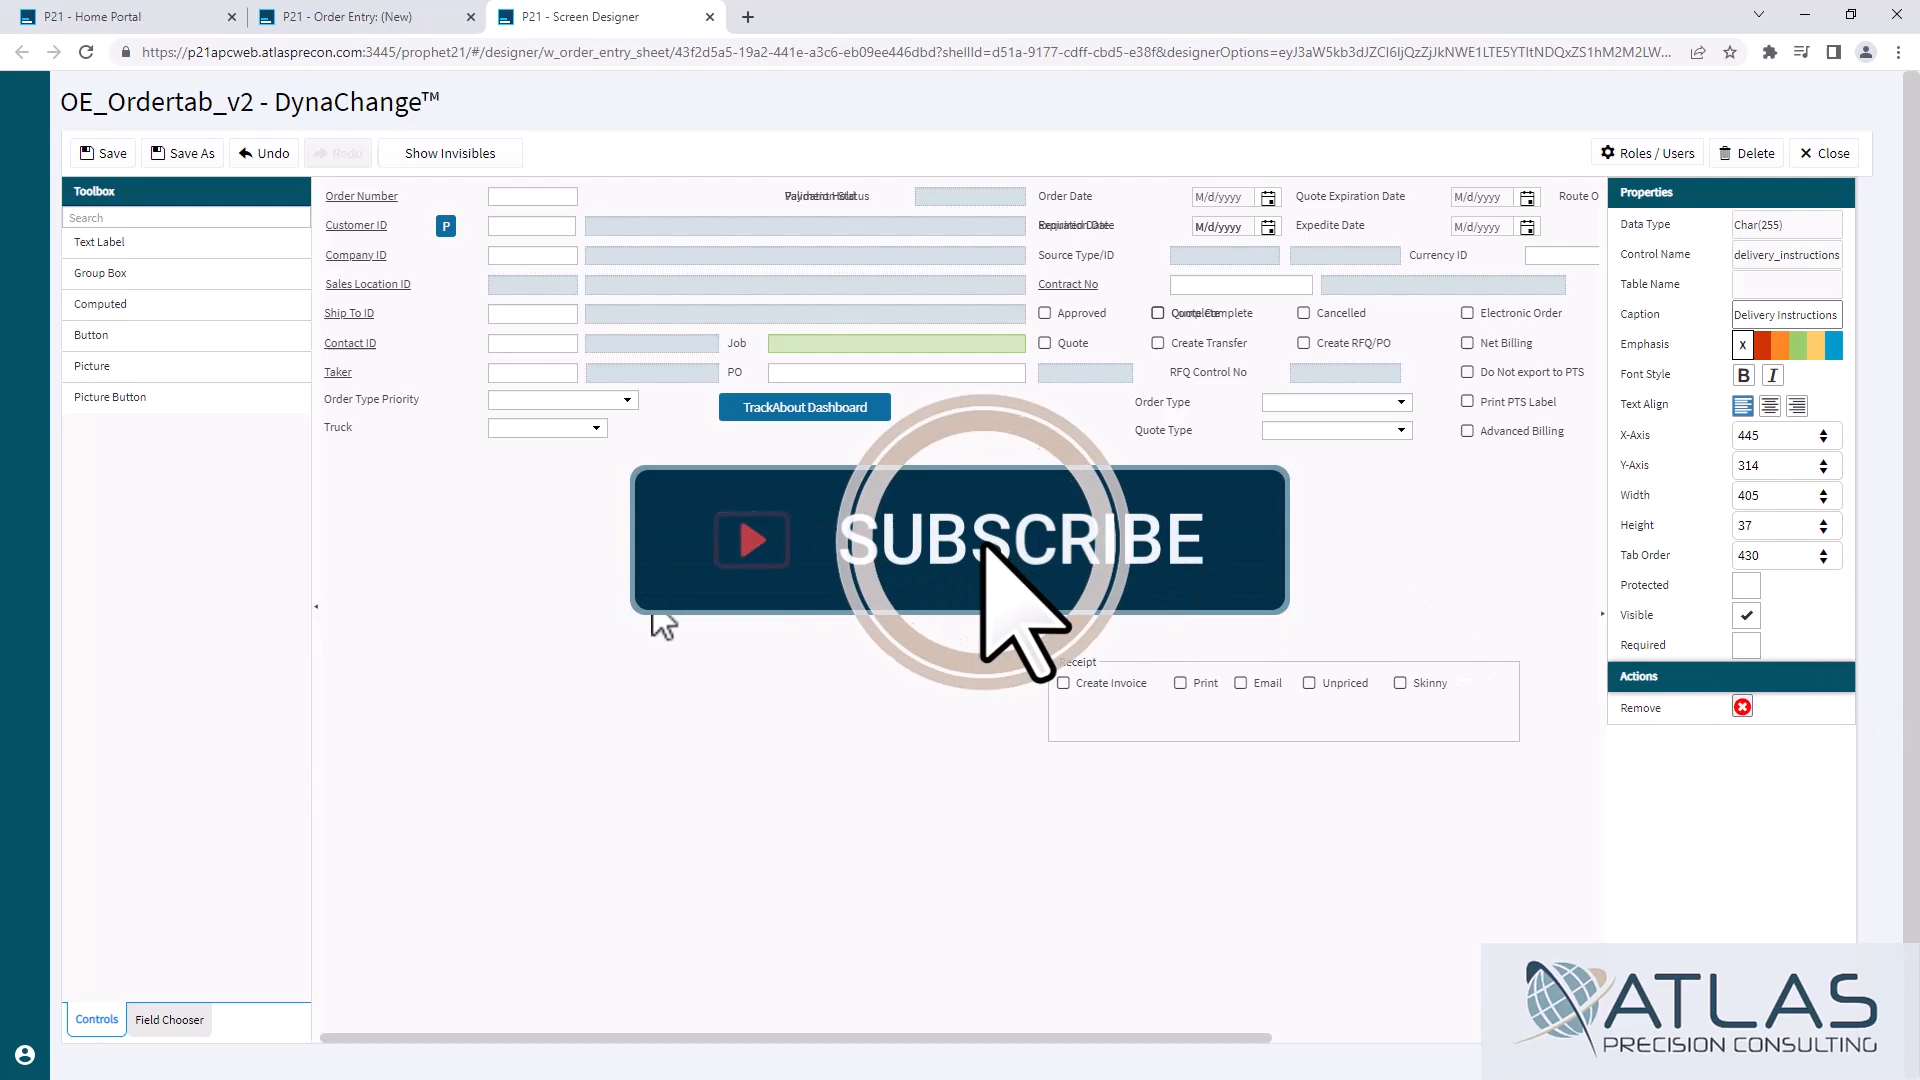 P21 - Home Portal
P21 - Order Entry: (New)
P21 - Screen Designer
https://p21apcweb.atlasprecon.com:3445/prophet21/#/designer/w_order_entry_sheet/43f2d5a5-19a2-441e-a3c6-eb09ee446dbd?shellId=d51a-9177-cdff-cbd5-e38f&designerOptions=eyJ3aW5kb3dJZCI6IjQzZjJkNWE1LTE5YTItNDQxZS1hM2M2LW...
OE_Ordertab_v2 - DynaChange™
Save
Save As
Undo
Redo
Show Invisibles
Roles / Users
Delete
Close
Toolbox
Search
Text Label
Group Box
Computed
Button
Picture
Picture Button
Controls
Field Chooser
Order Number
Order Date
M/d/yyyy
Quote Expiration Date
M/d/yyyy
Route O
Customer ID
P
M/d/yyyy
Expedite Date
M/d/yyyy
Company ID
Source Type/ID
Currency ID
Sales Location ID
Contract No
Ship To ID
Approved
Cancelled
Electronic Order
Contact ID
Job
Quote
Create Transfer
Create RFQ/PO
Net Billing
Taker
PO
RFQ Control No
Do Not export to PTS
Order Type Priority
TrackAbout Dashboard
Order Type
Print PTS Label
Truck
Quote Type
Advanced Billing
SUBSCRIBE
Receipt
Create Invoice
Print
Email
Unpriced
Skinny
Properties
Data Type
Char(255)
Control Name
delivery_instructions
Table Name
Caption
Delivery Instructions
Emphasis
X
Font Style
B
I
Text Align
X-Axis
445
Y-Axis
314
Width
405
Height
37
Tab Order
430
Protected
Visible
Required
Actions
Remove
ATLAS
PRECISION CONSULTING